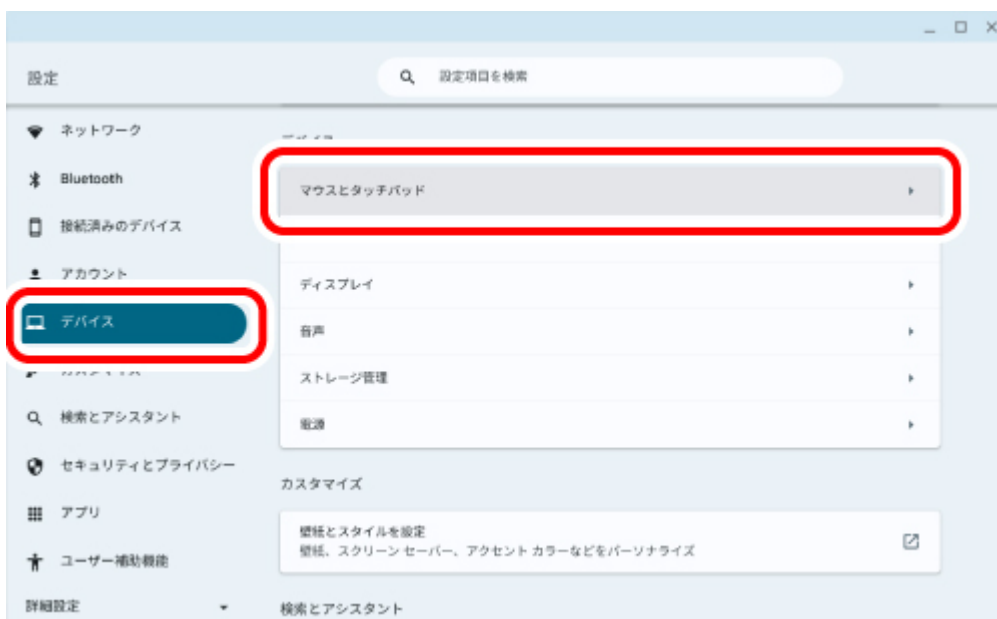 設定
設定項目を検索
ネットワーク
Bluetooth
接続済みのデバイス
アカウント
デバイス
検索とアシスタント
セキュリティとプライバシー
アプリ
ユーザー補助機能
詳細設定
マウスとタッチパッド
ディスプレイ
音声
ストレージ管理
電源
カスタマイズ
壁紙とスタイルを設定
壁紙、スクリーン セーバー、アクセント カラーなどをパーソナライズ
検索とアシスタント